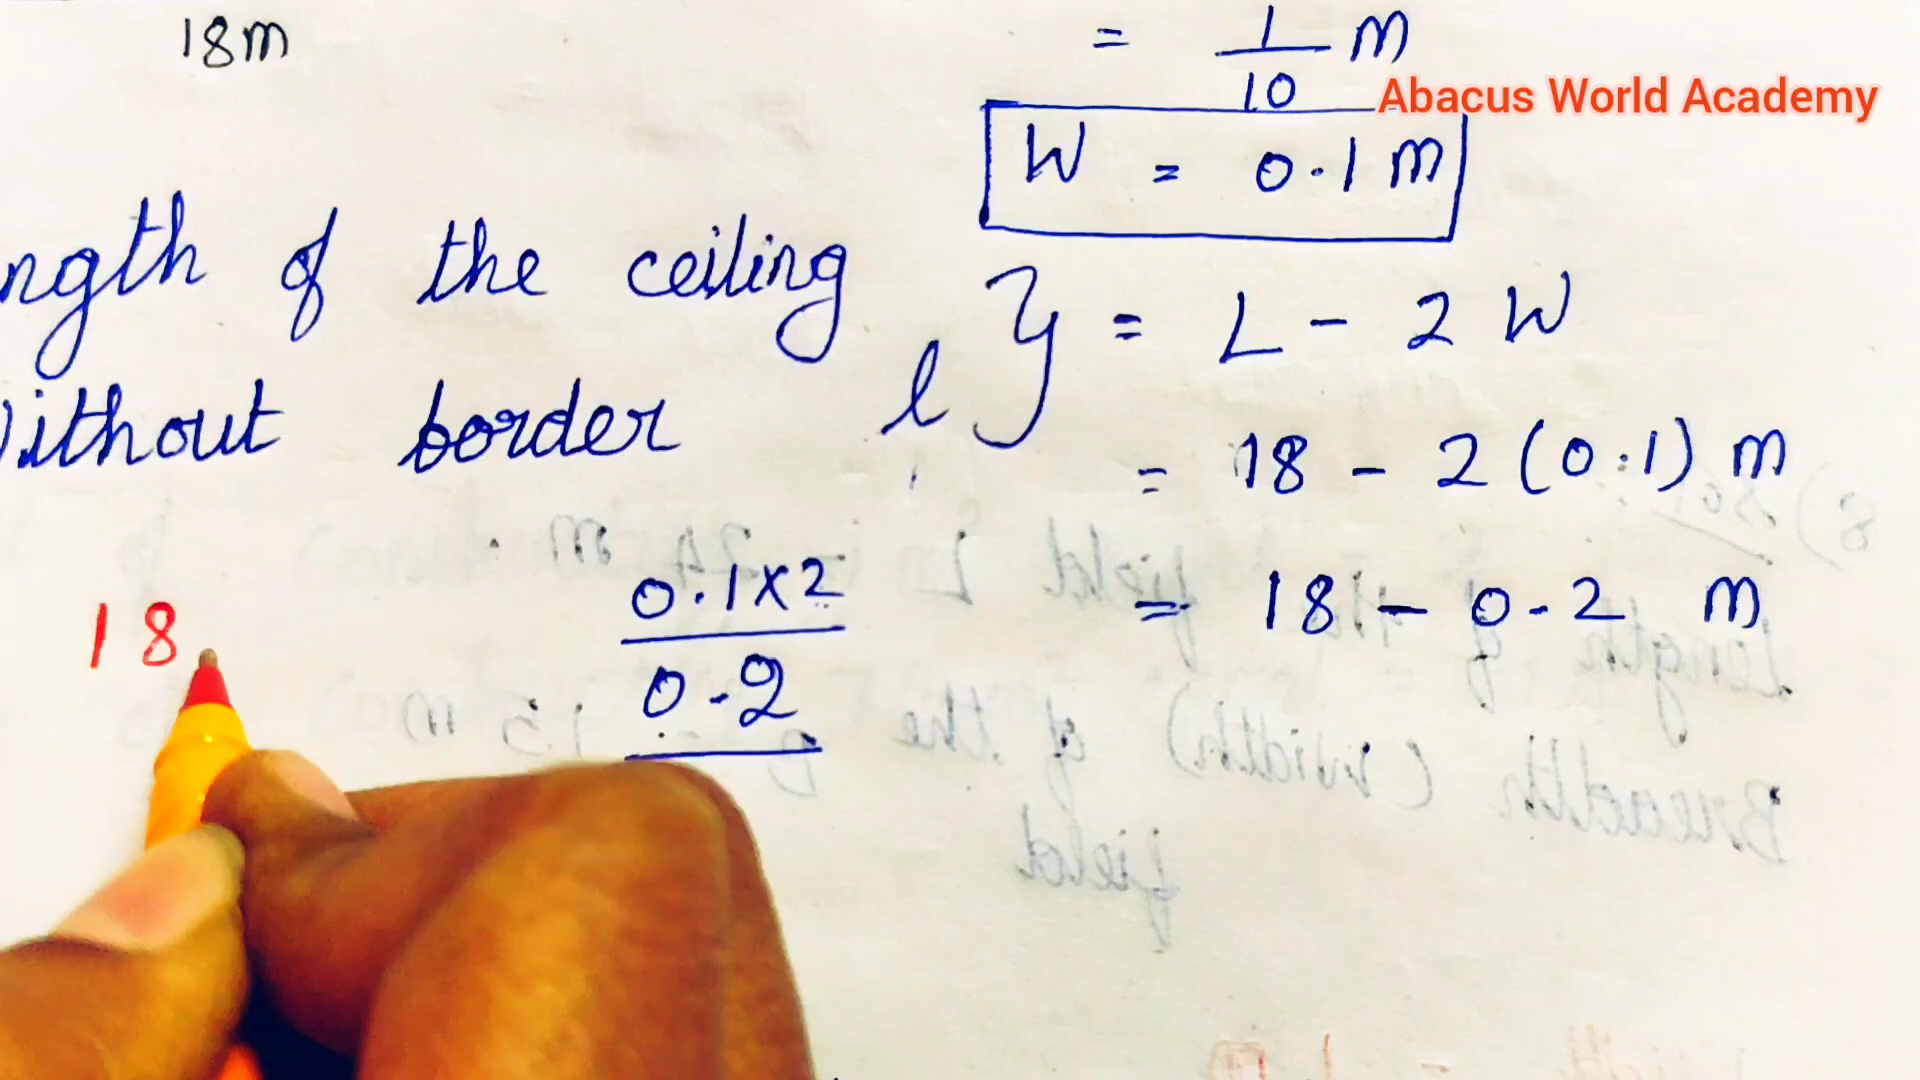 18m
= 1/10 m
Abacus World Academy
W = 0.1 m
ngth of the ceiling
l } = L - 2 W
ithout border
= 18 - 2 (0.1) m
0.1 x 2
= 18 - 0.2 m
18.
0.2